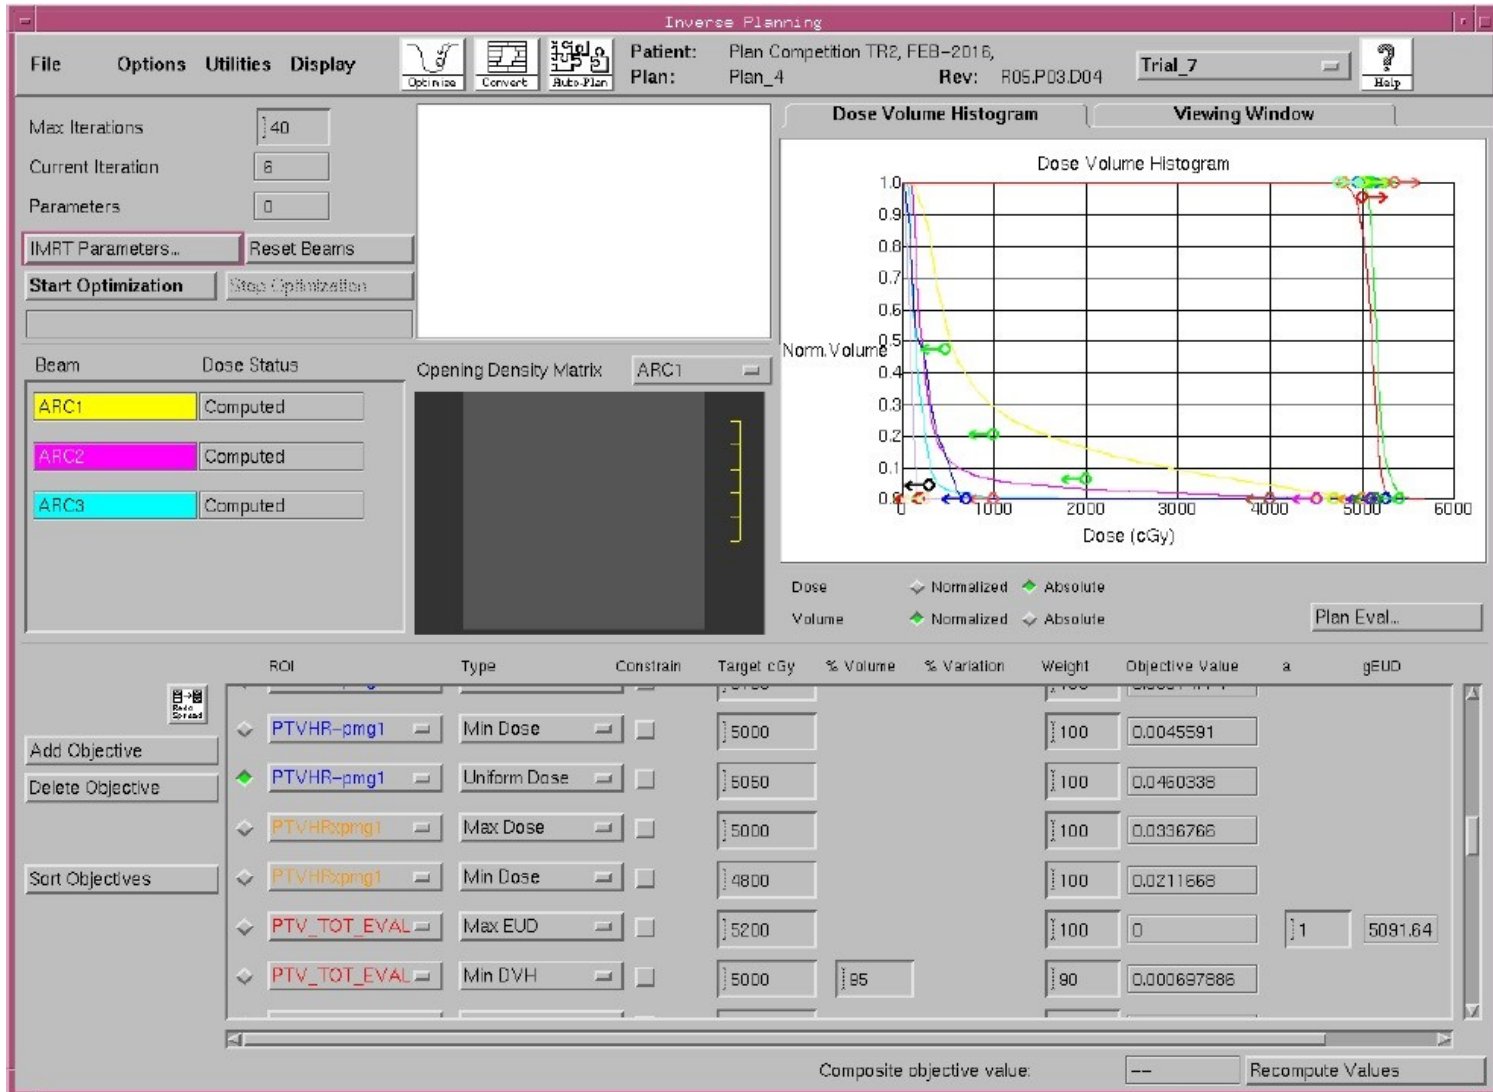 Inverse Planning
File Options Utilities Display
Optimize Convert Auto-Plan
Patient: Plan Competition TR2, FEB-2016,
Plan: Plan_4 Rev: R05.P03.D04
Trial_7
Help
Max Iterations 40
Current Iteration 6
Parameters 0
IMRT Parameters... Reset Beams
Start Optimization Stop Optimization
Beam Dose Status
ARC1 Computed
ARC2 Computed
ARC3 Computed
Opening Density Matrix ARC1
Dose Volume Histogram Viewing Window
Dose Volume Histogram
1.0
0.9
0.8
0.7
0.6
0.5
Norm.Volume
0.4
0.3
0.2
0.1
0.0
0 1000 2000 3000 4000 5000 6000
Dose (cGy)
Dose Normalized Absolute
Volume Normalized Absolute
Plan Eval...
ROI Type Constrain Target cGy % Volume % Variation Weight Objective Value a gEUD
Add Objective
Delete Objective
Sort Objectives
PTVHR-pmg1 Min Dose 5000 100 0.0045591
PTVHR-pmg1 Uniform Dose 5050 100 0.0460338
PTVHRxpmg1 Max Dose 5000 100 0.0336766
PTVHRxpmg1 Min Dose 4800 100 0.0211668
PTV_TOT_EVAL Max EUD 5200 100 0 1 5091.64
PTV_TOT_EVAL Min DVH 5000 95 90 0.000697886
Composite objective value: -- Recompute Values